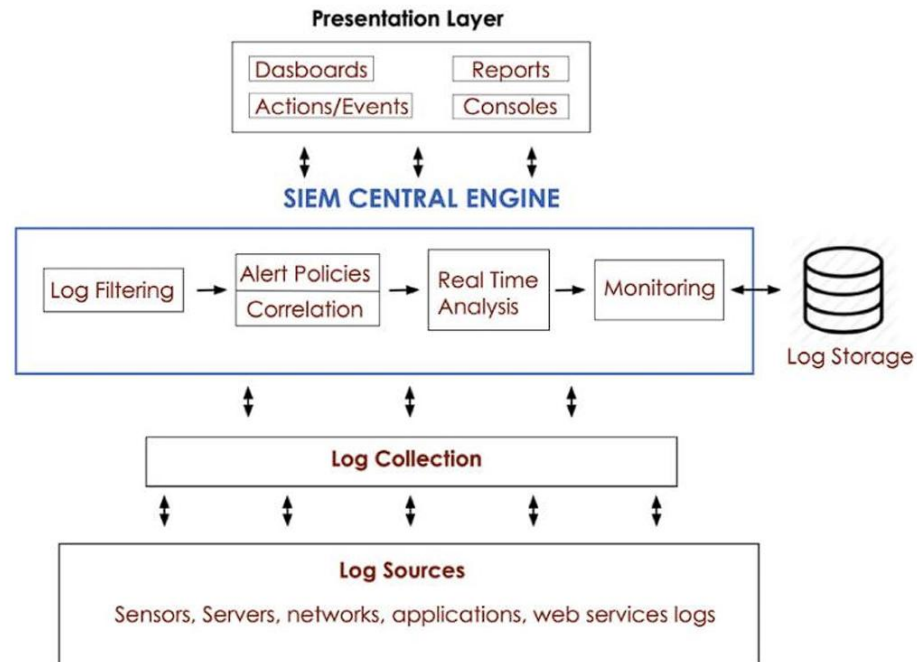 Presentation Layer
Dasboards
Reports
Actions/Events
Consoles
SIEM CENTRAL ENGINE
Log Filtering
Alert Policies
Correlation
Real Time
Analysis
Monitoring
Log Storage
Log Collection
Log Sources
Sensors, Servers, networks, applications, web services logs